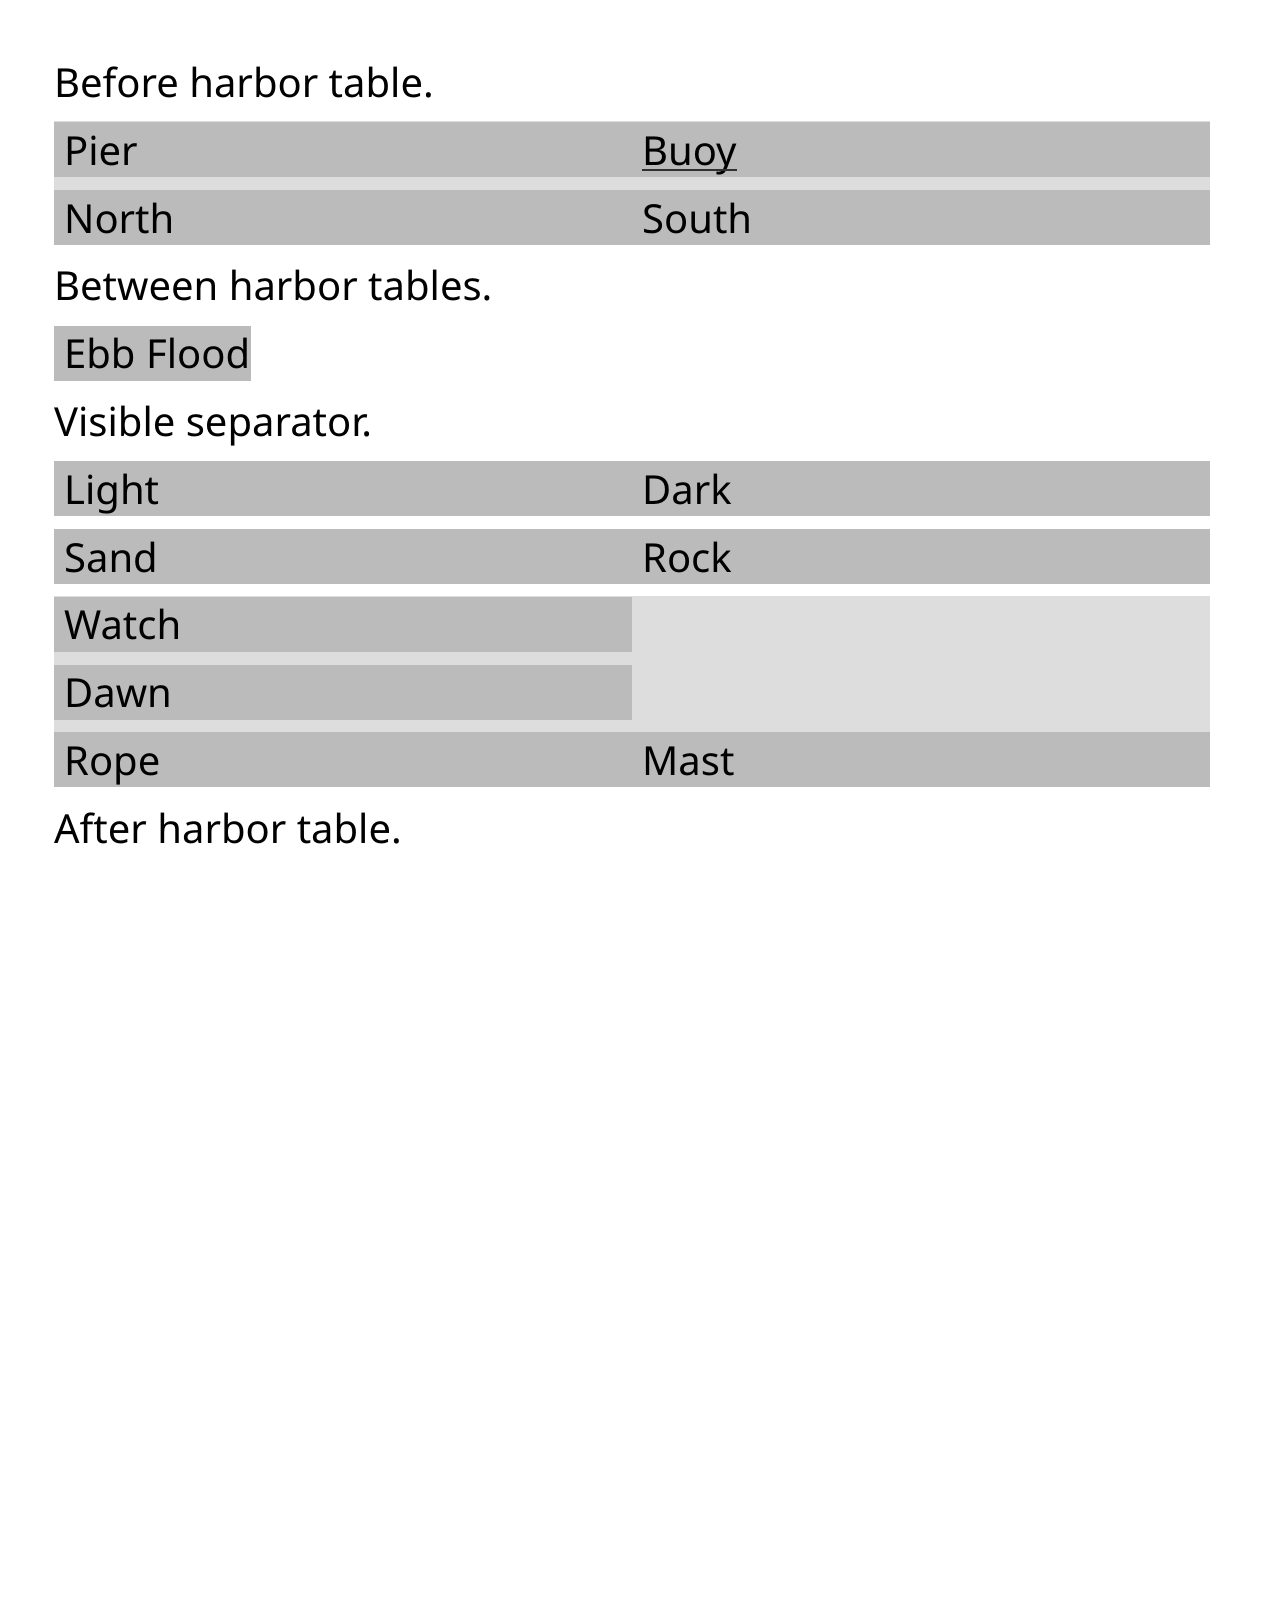 Before harbor table.
Pier Buoy
North South
Between harbor tables.
Ebb Flood
Visible separator.
Light Dark
Sand Rock
Watch
Dawn
Rope Mast
After harbor table.